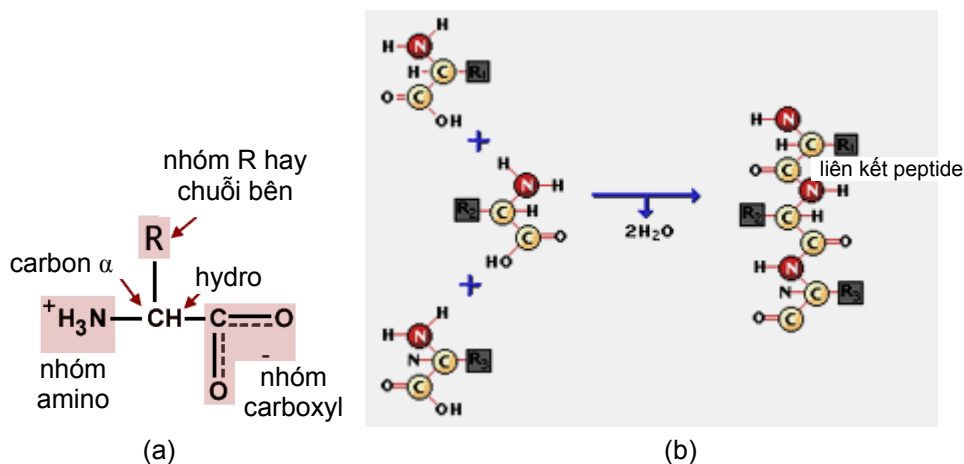 nhóm R hay
chuỗi bên
R
carbon α
hydro
+
H₃N
CH
C
O
-
O
nhóm
amino
nhóm
carboxyl
(a)
H
H
N
H
C
R₁
O
C
OH
+
H
N
H
R₂
C
H
C
O
HO
+
H
H
N
N
C
R₃
O
C
OH
2H₂O
H
N
H
C
R₁
O
C
liên kết peptide
N
H
R₂
C
H
C
O
H
N
N
C
R₃
O
C
(b)